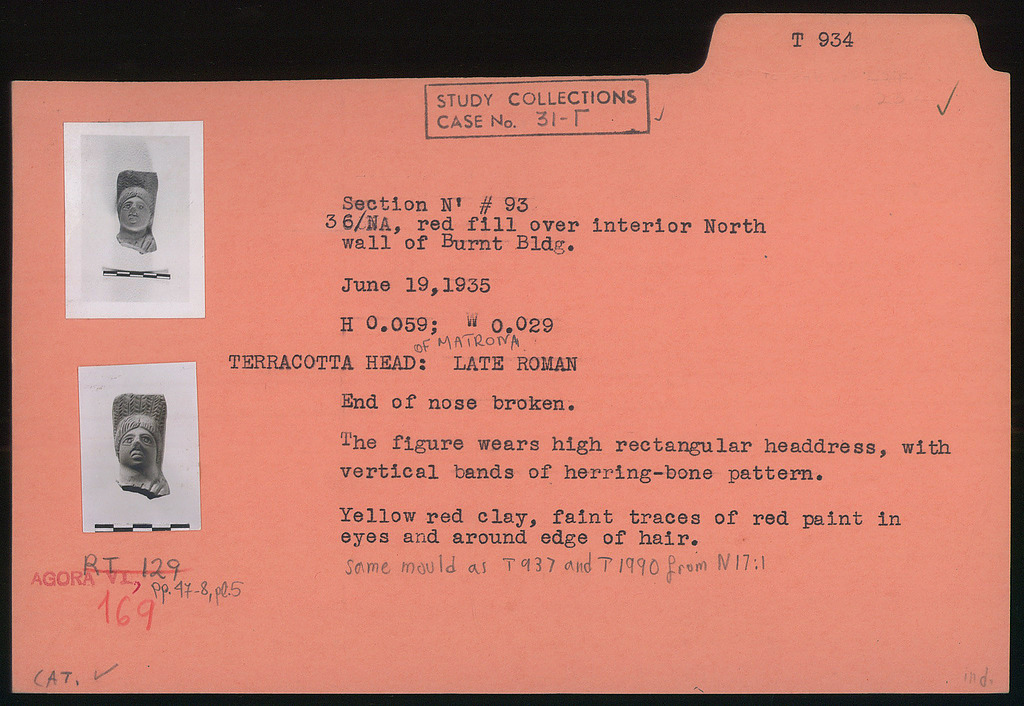 T 934
✓
STUDY COLLECTIONS
CASE No. 31-Γ ✓
Section N' # 93
36/NA, red fill over interior North
wall of Burnt Bldg.
June 19,1935
H 0.059; W 0.029
OF MATRONA
TERRACOTTA HEAD: LATE ROMAN
End of nose broken.
The figure wears high rectangular headdress, with
vertical bands of herring-bone pattern.
Yellow red clay, faint traces of red paint in
eyes and around edge of hair.
same mould as T 937 and T 1990 from N 17:1
RT 129
AGORA VI, pp. 47-8, pl. 5
169
CAT. ✓